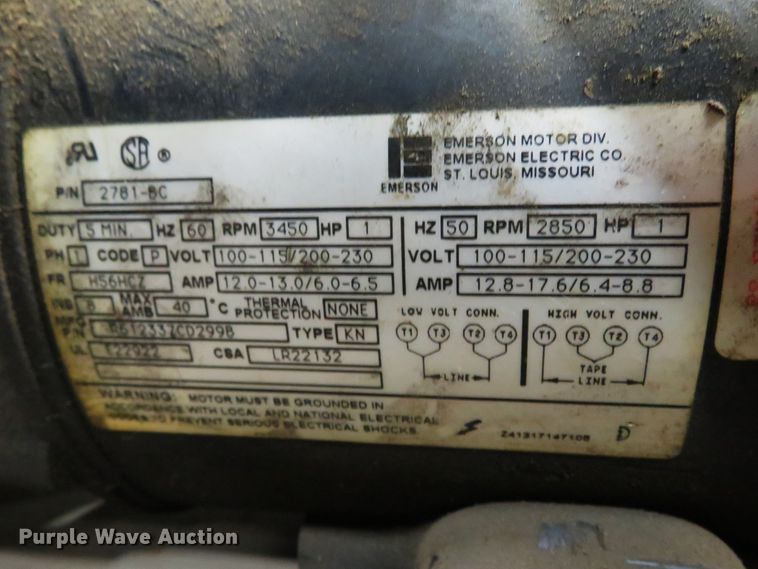 RU SA ®
EMERSON
EMERSON MOTOR DIV.
EMERSON ELECTRIC CO.
ST. LOUIS, MISSOURI
P/N 2781-BC
DUTY 5 MIN. HZ 60 RPM 3450 HP 1
PH 1 CODE P VOLT 100-115/200-230
FR H56HCZ AMP 12.0-13.0/6.0-6.5
INS B MAX AMB 40 °C THERMAL PROTECTION NONE
MFG P/N TYPE KN
UL E22922 CSA LR22132
HZ 50 RPM 2850 HP 1
VOLT 100-115/200-230
AMP 12.8-17.6/6.4-8.8
LOW VOLT CONN. HIGH VOLT CONN.
T1 T3 T2 T4 T1 T3 T2 T4
LINE
TAPE
LINE
WARNING: MOTOR MUST BE GROUNDED IN
ACCORDANCE WITH LOCAL AND NATIONAL ELECTRICAL
CODES TO PREVENT SERIOUS ELECTRICAL SHOCKS.
Z41317147108 D
Purple Wave Auction